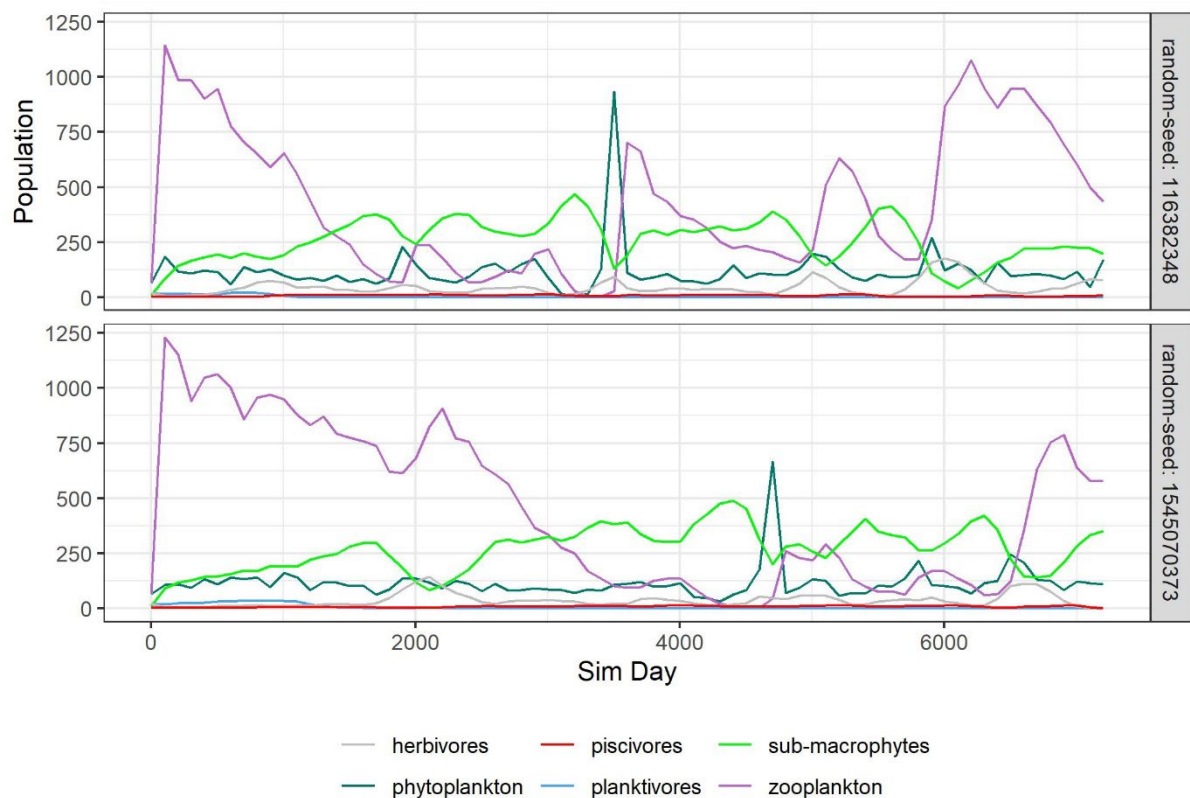 1250
1000
750
500
250
0
random-seed: 116382348
Population
1250
1000
750
500
250
0
random-seed: 1545070373
0 2000 4000 6000
Sim Day
herbivores piscivores sub-macrophytes
phytoplankton planktivores zooplankton